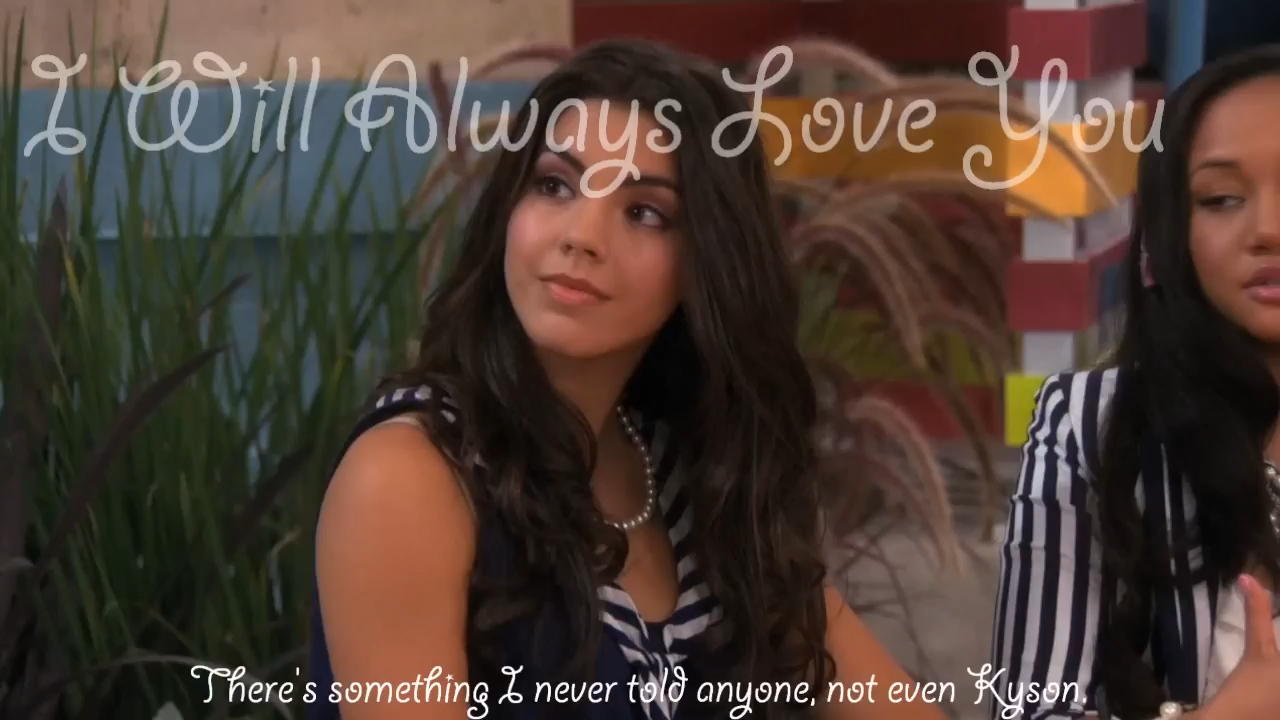 I Will Always Love You
There's something I never told anyone, not even Kyson.